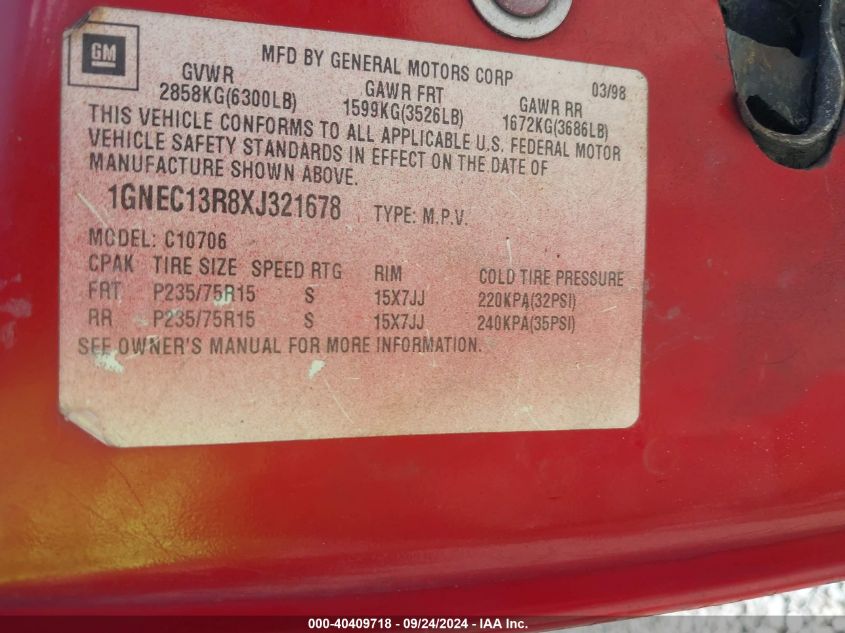 GM
MFD BY GENERAL MOTORS CORP 03/98
GVWR GAWR FRT GAWR RR
2858KG(6300LB) 1599KG(3526LB) 1672KG(3686LB)
THIS VEHICLE CONFORMS TO ALL APPLICABLE U.S. FEDERAL MOTOR
VEHICLE SAFETY STANDARDS IN EFFECT ON THE DATE OF
MANUFACTURE SHOWN ABOVE.
1GNEC13R8XJ321678 TYPE: M.P.V.
MODEL: C10706
CPAK TIRE SIZE SPEED RTG RIM COLD TIRE PRESSURE
FRT P235/75R15 S 15X7JJ 220KPA(32PSI)
RR P235/75R15 S 15X7JJ 240KPA(35PSI)
SEE OWNER'S MANUAL FOR MORE INFORMATION.
000-40409718 - 09/24/2024 - IAA Inc.